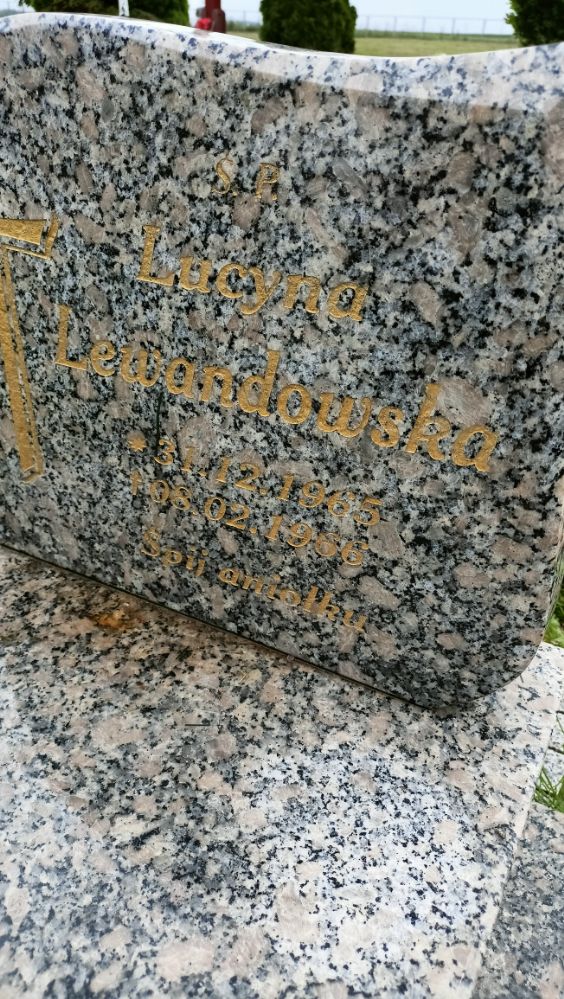 Ś. P.
Lucyna
Lewandowska
* 31.12.1965
† 08.02.1966
Śpij aniołku